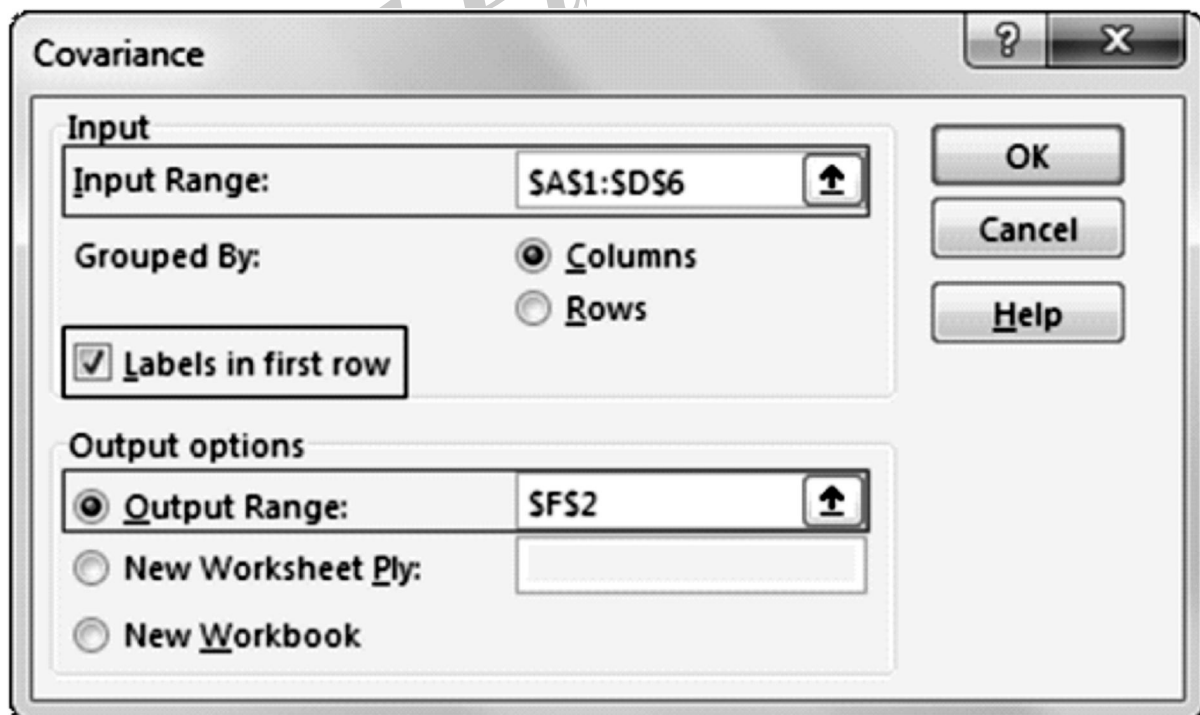 Covariance
Input
Input Range: $A$1:$D$6
OK
Grouped By: Columns
Cancel
Rows
Help
Labels in first row
Output options
Output Range: $F$2
New Worksheet Ply:
New Workbook